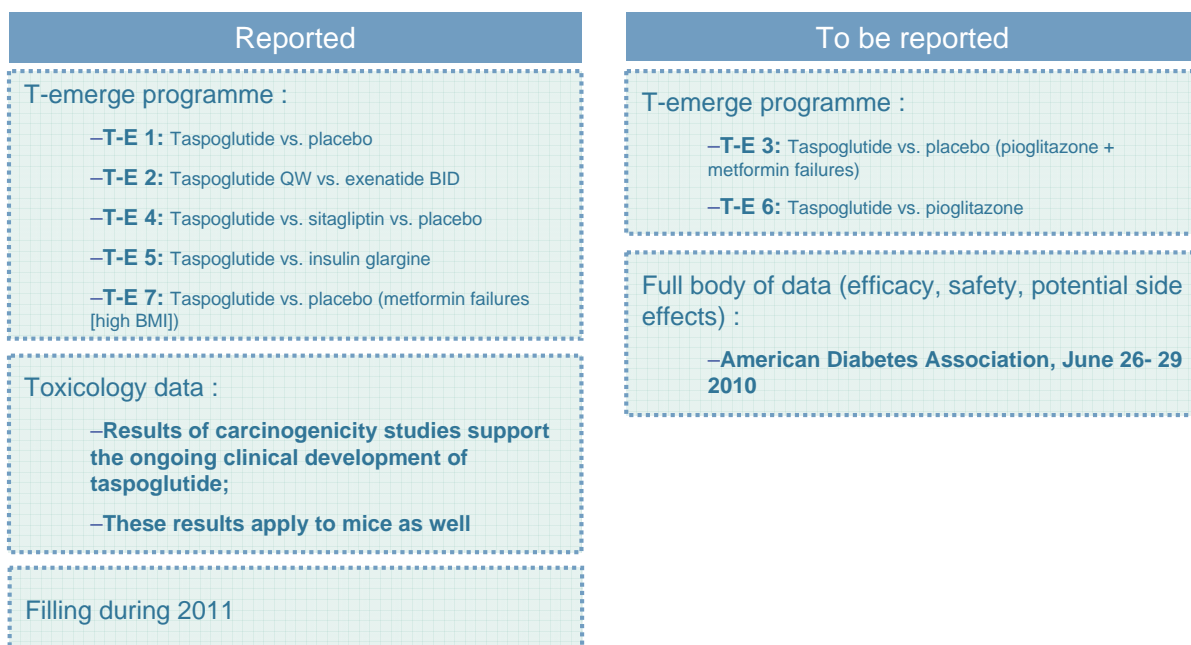 Reported
T-emerge programme :
–T-E 1: Taspoglutide vs. placebo
–T-E 2: Taspoglutide QW vs. exenatide BID
–T-E 4: Taspoglutide vs. sitagliptin vs. placebo
–T-E 5: Taspoglutide vs. insulin glargine
–T-E 7: Taspoglutide vs. placebo (metformin failures
[high BMI])
Toxicology data :
–Results of carcinogenicity studies support
the ongoing clinical development of
taspoglutide;
–These results apply to mice as well
Filling during 2011
To be reported
T-emerge programme :
–T-E 3: Taspoglutide vs. placebo (pioglitazone +
metformin failures)
–T-E 6: Taspoglutide vs. pioglitazone
Full body of data (efficacy, safety, potential side
effects) :
–American Diabetes Association, June 26- 29
2010